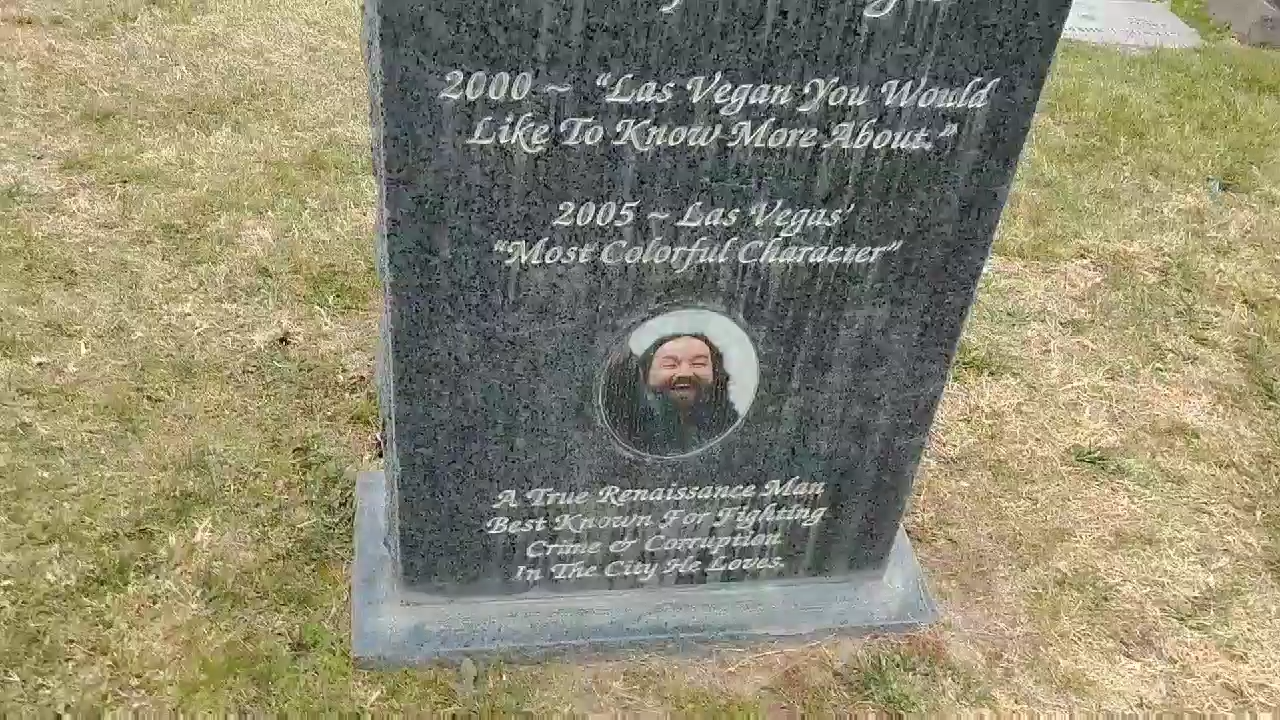 2000 ~ “Las Vegan You Would
Like To Know More About.”
2005 ~ Las Vegas’
“Most Colorful Character”
A True Renaissance Man
Best Known For Fighting
Crime & Corruption
In The City He Loves.